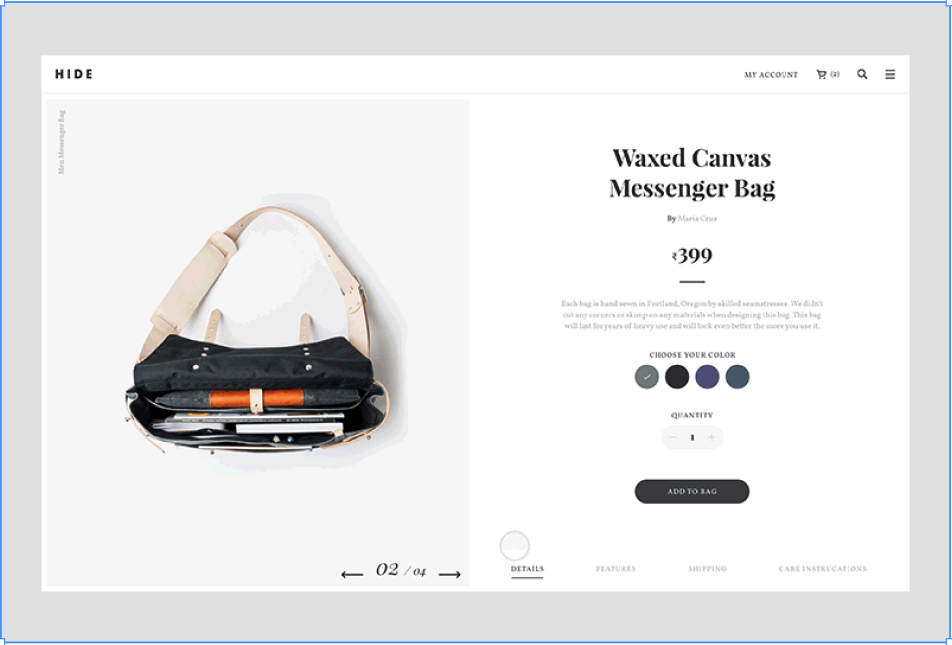 HIDE
MY ACCOUNT
(2)
Men Messenger Bag
Waxed Canvas
Messenger Bag
By Maria Cruz
₹399
Each bag is hand sewn in Portland, Oregon by skilled seamstresses. We didn't
cut any corners or skimp on any materials when designing this bag. This bag
will last for years of heavy use and will look even better the more you use it.
CHOOSE YOUR COLOR
QUANTITY
1
ADD TO BAG
02 / 04
DETAILS
FEATURES
SHIPPING
CARE INSTRUCATIONS